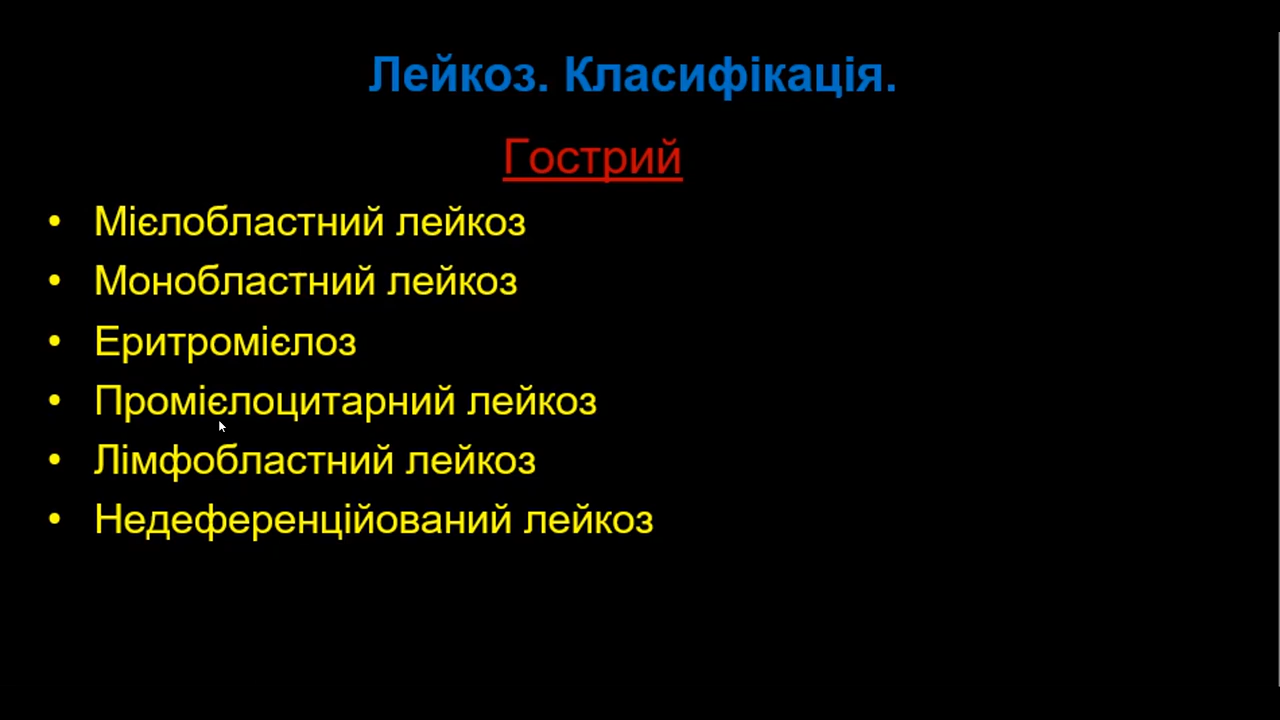 Лейкоз. Класифікація.
Гострий
• Мієлобластний лейкоз
• Монобластний лейкоз
• Еритромієлоз
• Промієлоцитарний лейкоз
• Лімфобластний лейкоз
• Недеференційований лейкоз